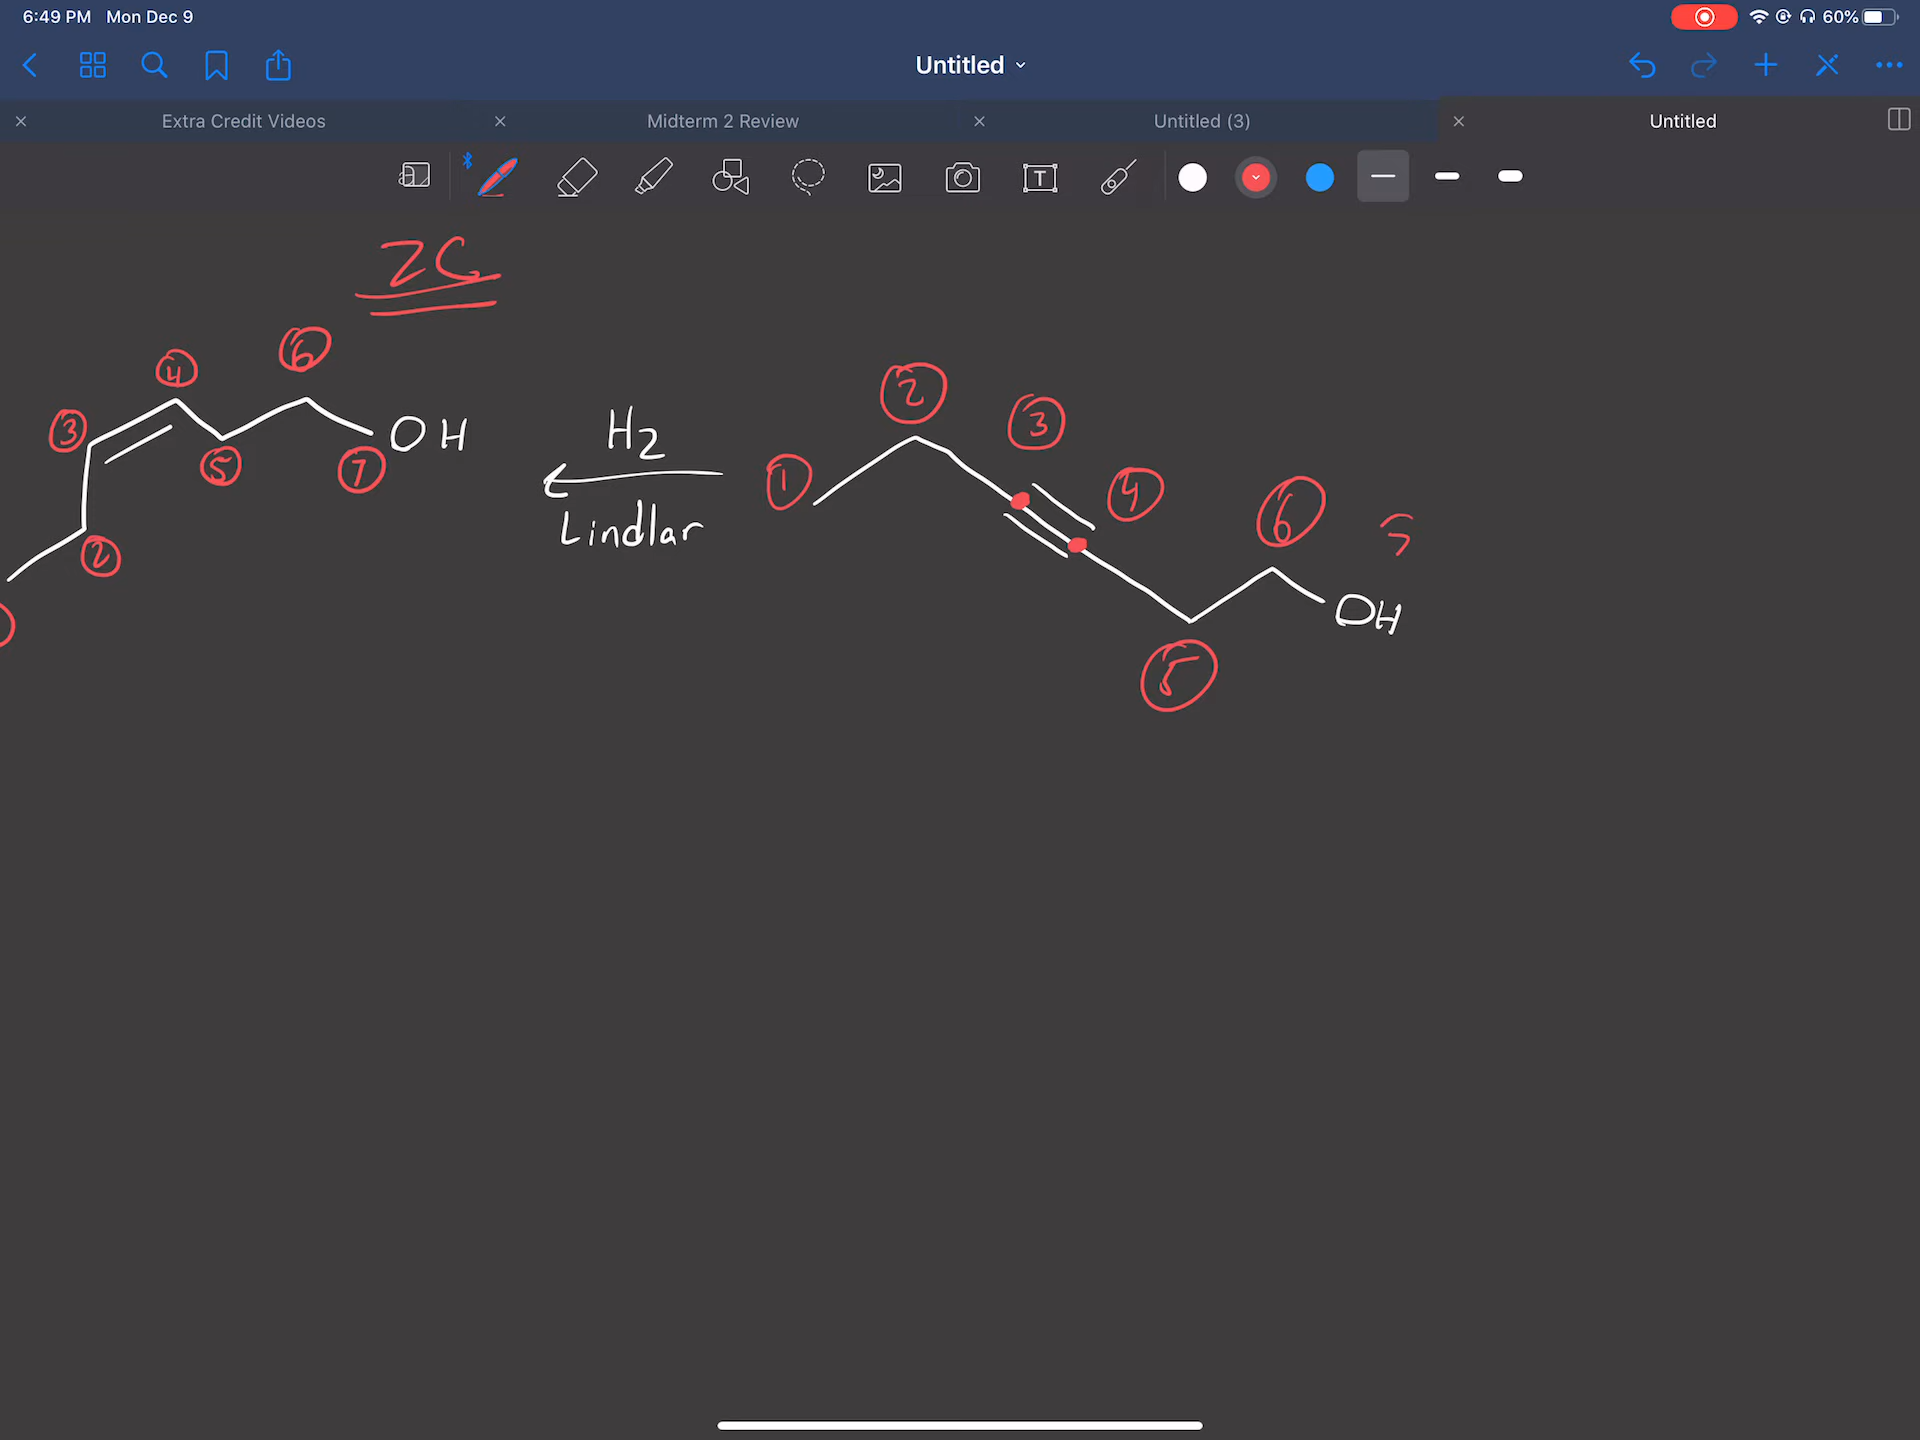 6:49 PM Mon Dec 9
60%
Untitled
Extra Credit Videos
Midterm 2 Review
Untitled (3)
Untitled
T
2C
4
6
3
5
7
OH
2
H2
Lindlar
1
2
3
4
6
5
OH